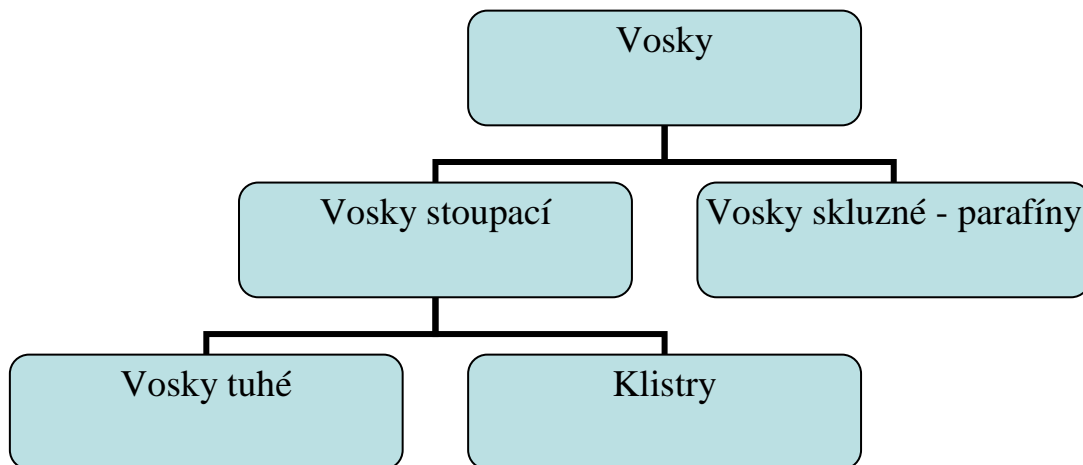 Vosky
Vosky stoupací
Vosky skluzné - parafíny
Vosky tuhé
Klistry